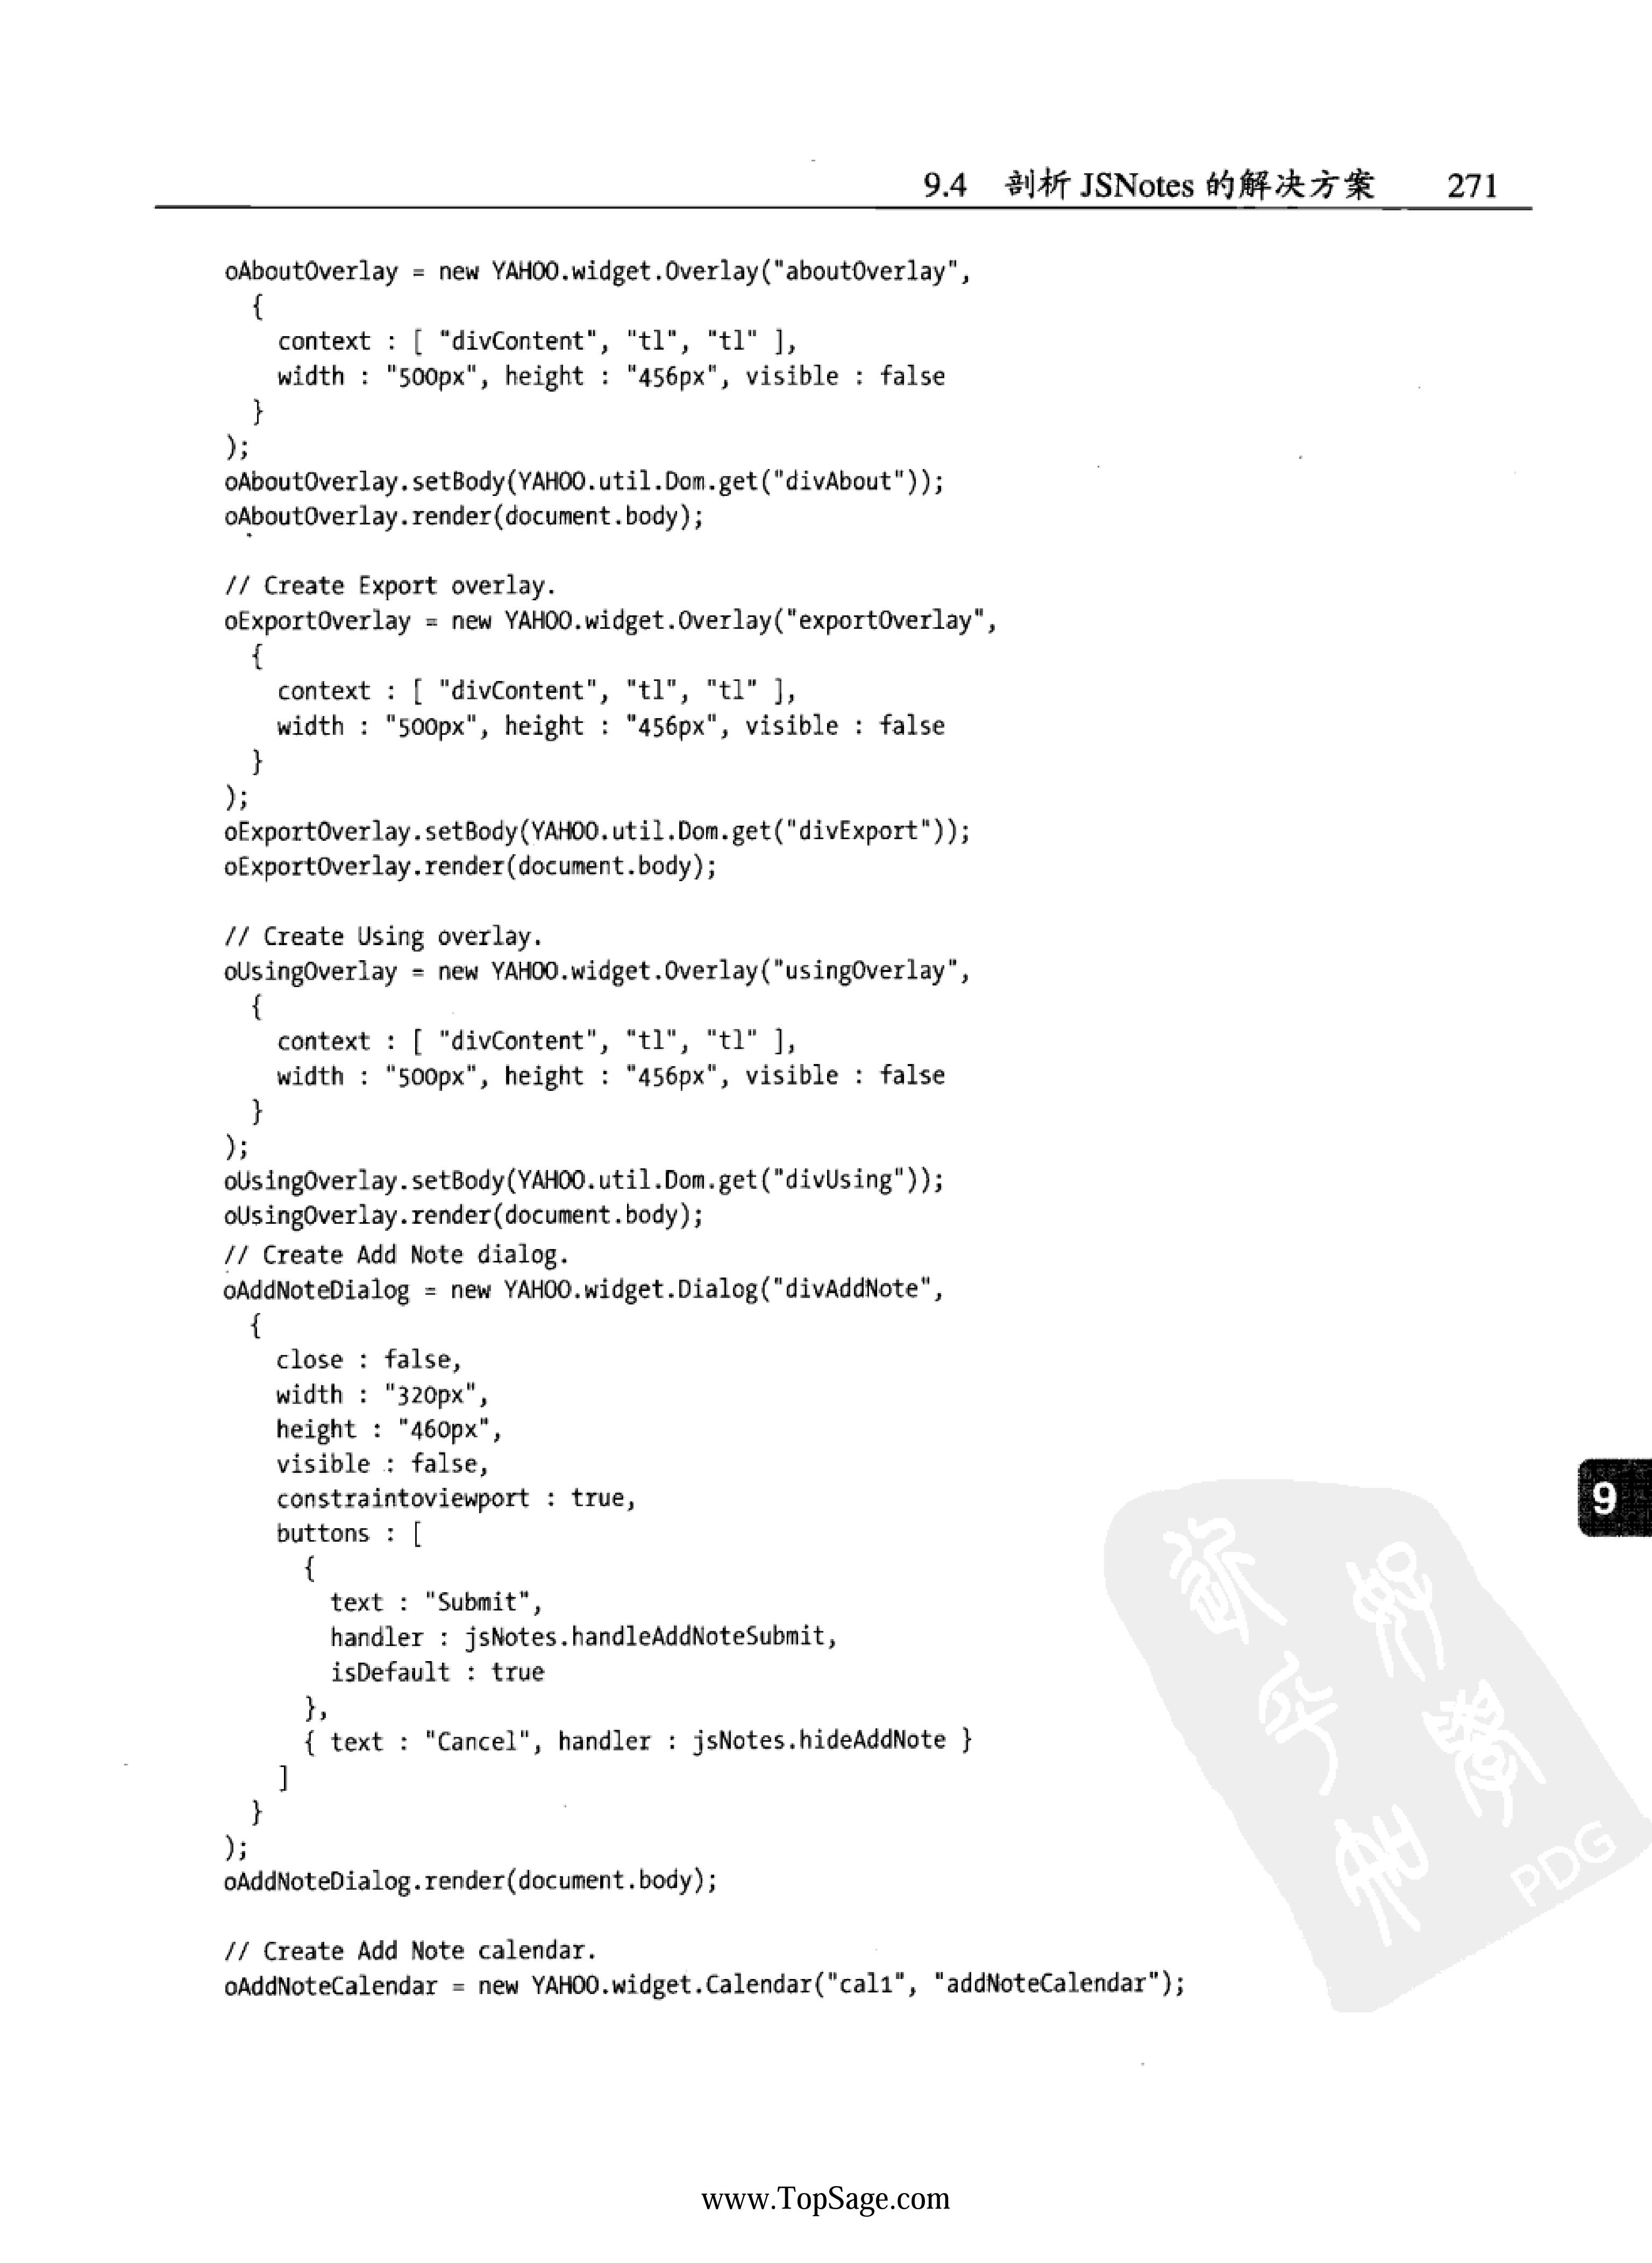 9.4 剖析 JSNotes 的解决方案 271
oAboutOverlay = new YAHOO.widget.Overlay("aboutOverlay",
  {
    context : [ "divContent", "tl", "tl" ],
    width : "500px", height : "456px", visible : false
  }
);
oAboutOverlay.setBody(YAHOO.util.Dom.get("divAbout"));
oAboutOverlay.render(document.body);

// Create Export overlay.
oExportOverlay = new YAHOO.widget.Overlay("exportOverlay",
  {
    context : [ "divContent", "tl", "tl" ],
    width : "500px", height : "456px", visible : false
  }
);
oExportOverlay.setBody(YAHOO.util.Dom.get("divExport"));
oExportOverlay.render(document.body);

// Create Using overlay.
oUsingOverlay = new YAHOO.widget.Overlay("usingOverlay",
  {
    context : [ "divContent", "tl", "tl" ],
    width : "500px", height : "456px", visible : false
  }
);
oUsingOverlay.setBody(YAHOO.util.Dom.get("divUsing"));
oUsingOverlay.render(document.body);
// Create Add Note dialog.
oAddNoteDialog = new YAHOO.widget.Dialog("divAddNote",
  {
    close : false,
    width : "320px",
    height : "460px",
    visible : false,
    constraintoviewport : true,
    buttons : [
      {
        text : "Submit",
        handler : jsNotes.handleAddNoteSubmit,
        isDefault : true
      },
      { text : "Cancel", handler : jsNotes.hideAddNote }
    ]
  }
);
oAddNoteDialog.render(document.body);

// Create Add Note calendar.
oAddNoteCalendar = new YAHOO.widget.Calendar("cal1", "addNoteCalendar");
9
PDG
www.TopSage.com